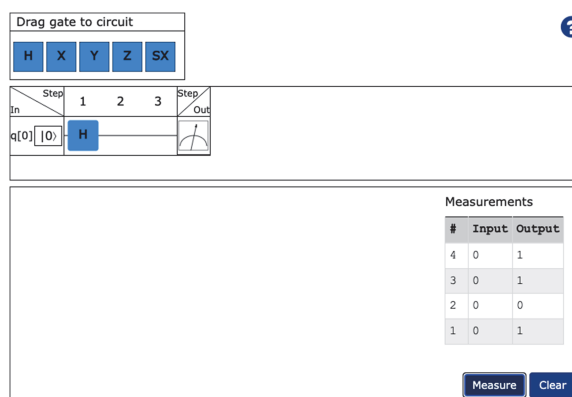 Drag gate to circuit
?
H X Y Z SX
Step
In
1 2 3
Step
Out
q[0] |0⟩ H
Measurements
# Input Output
4 0 1
3 0 1
2 0 0
1 0 1
Measure Clear